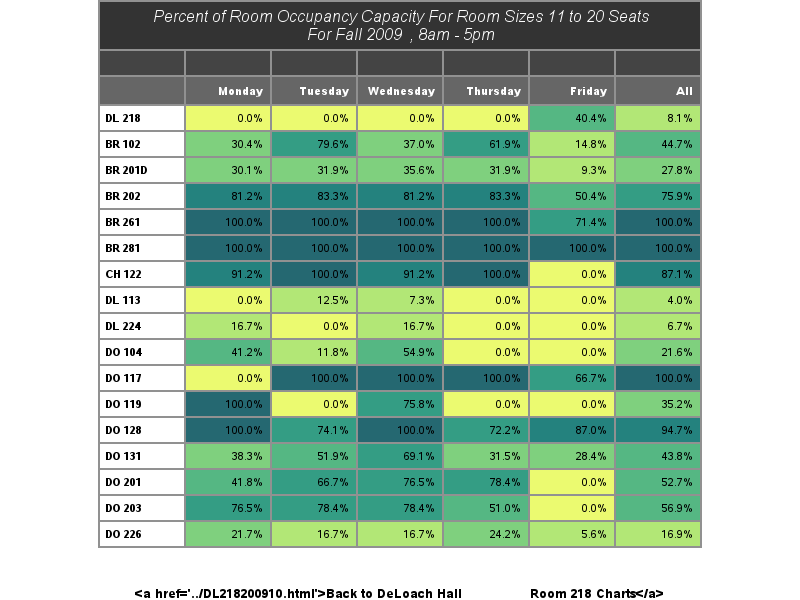 Percent of Room Occupancy Capacity For Room Sizes 11 to 20 Seats
For Fall 2009 , 8am - 5pm
Monday Tuesday Wednesday Thursday Friday All
DL 218 0.0% 0.0% 0.0% 0.0% 40.4% 8.1%
BR 102 30.4% 79.6% 37.0% 61.9% 14.8% 44.7%
BR 201D 30.1% 31.9% 35.6% 31.9% 9.3% 27.8%
BR 202 81.2% 83.3% 81.2% 83.3% 50.4% 75.9%
BR 261 100.0% 100.0% 100.0% 100.0% 71.4% 100.0%
BR 281 100.0% 100.0% 100.0% 100.0% 100.0% 100.0%
CH 122 91.2% 100.0% 91.2% 100.0% 0.0% 87.1%
DL 113 0.0% 12.5% 7.3% 0.0% 0.0% 4.0%
DL 224 16.7% 0.0% 16.7% 0.0% 0.0% 6.7%
DO 104 41.2% 11.8% 54.9% 0.0% 0.0% 21.6%
DO 117 0.0% 100.0% 100.0% 100.0% 66.7% 100.0%
DO 119 100.0% 0.0% 75.8% 0.0% 0.0% 35.2%
DO 128 100.0% 74.1% 100.0% 72.2% 87.0% 94.7%
DO 131 38.3% 51.9% 69.1% 31.5% 28.4% 43.8%
DO 201 41.8% 66.7% 76.5% 78.4% 0.0% 52.7%
DO 203 76.5% 78.4% 78.4% 51.0% 0.0% 56.9%
DO 226 21.7% 16.7% 16.7% 24.2% 5.6% 16.9%
<a href='../DL218200910.html'>Back to DeLoach Hall Room 218 Charts</a>